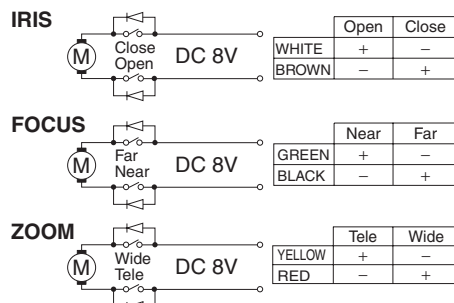 IRIS
Close
Open
M
DC 8V
Open Close
WHITE + −
BROWN − +
FOCUS
Far
Near
M
DC 8V
Near Far
GREEN + −
BLACK − +
ZOOM
Wide
Tele
M
DC 8V
Tele Wide
YELLOW + −
RED − +